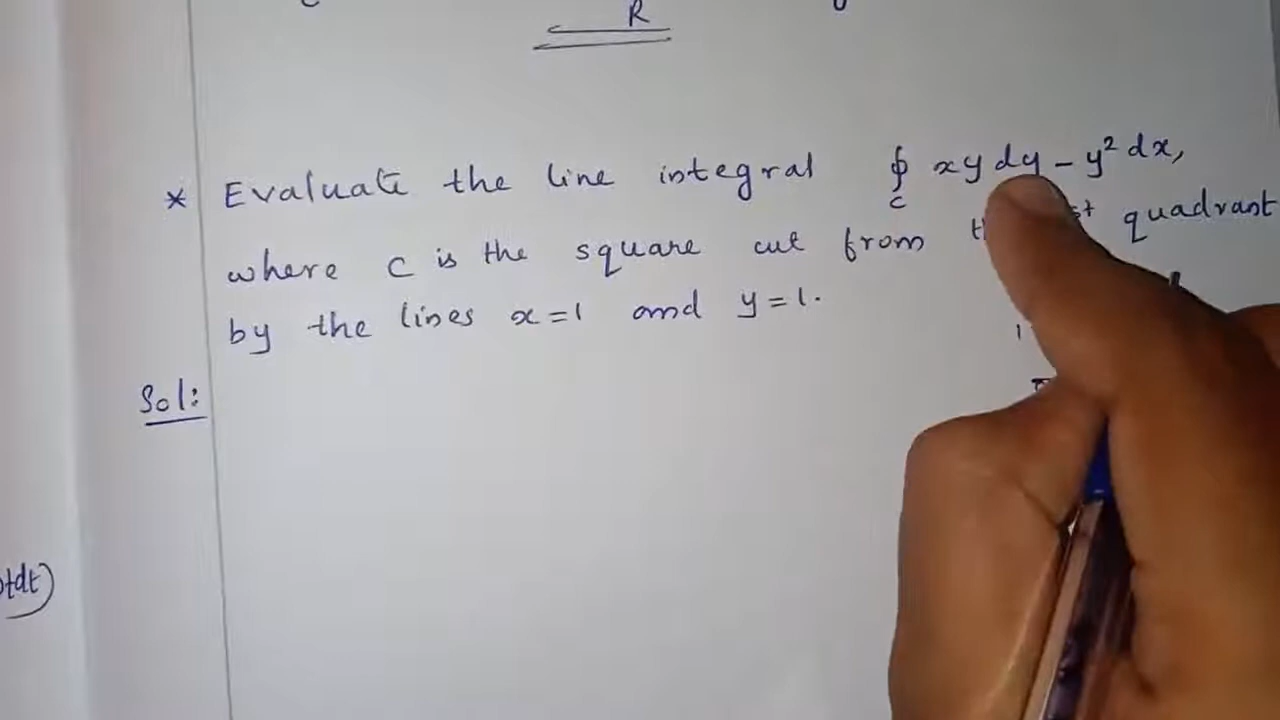 R
* Evaluate the line integral ∮c xy dy - y² dx,
where c is the square cut from quadrant
by the lines x=1 and y=1.
Sol:
tdt)